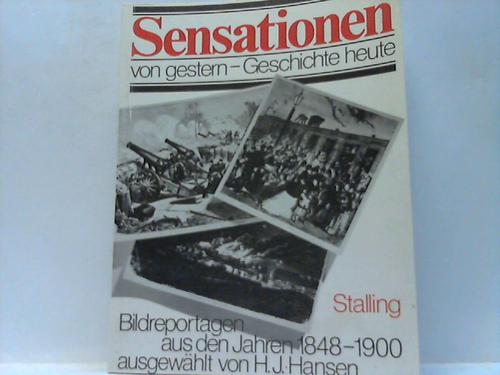 Sensationen
von gestern – Geschichte heute
Stalling
Bildreportagen
aus den Jahren 1848–1900
ausgewählt von H.J. Hansen